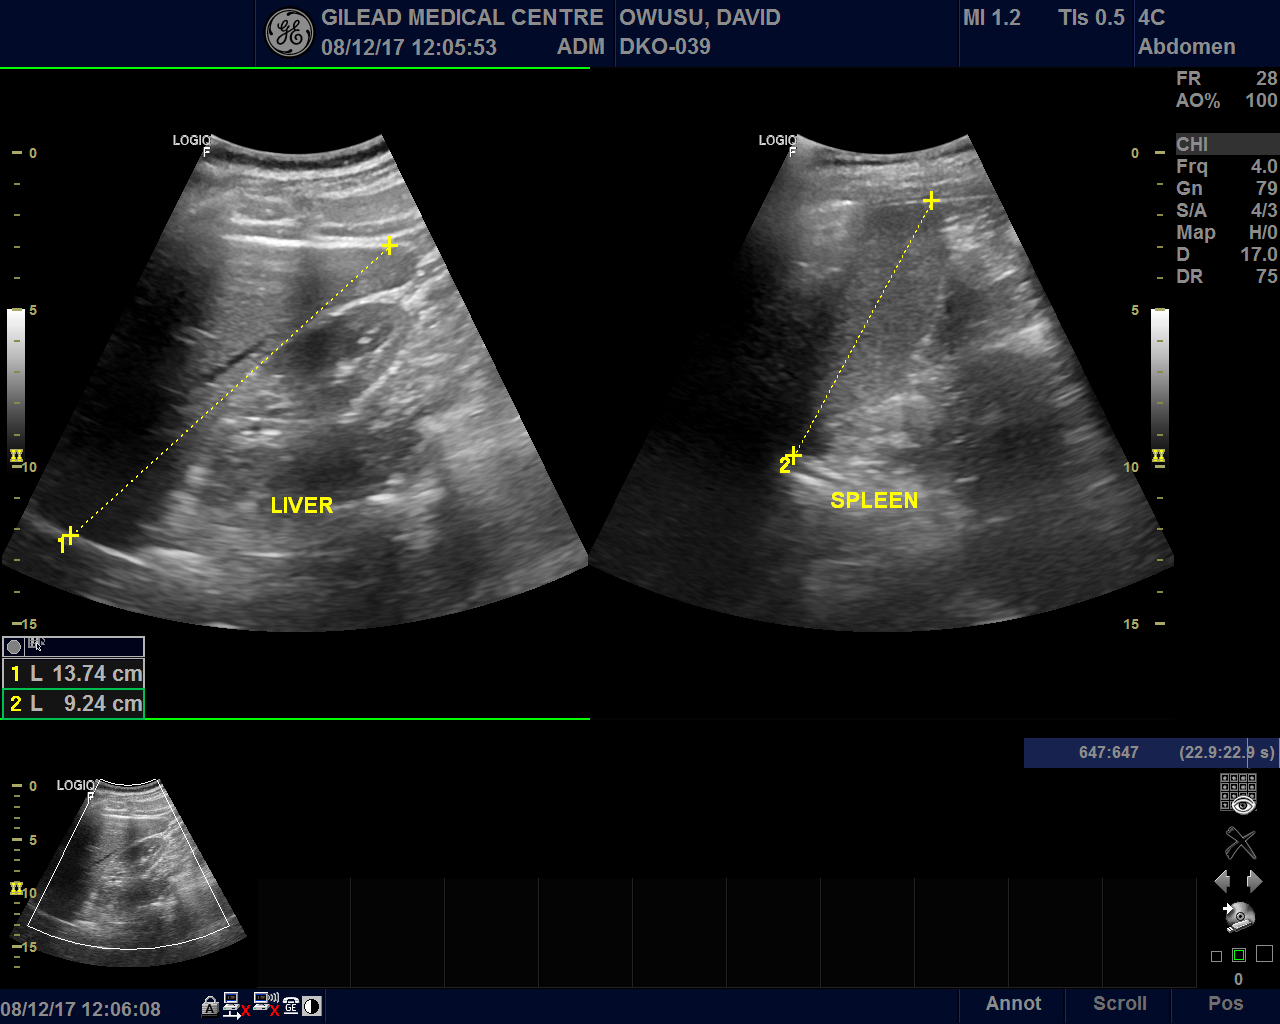 GILEAD MEDICAL CENTRE
08/12/17 12:05:53 ADM
OWUSU, DAVID
DKO-039
MI 1.2 TIs 0.5
4C
Abdomen
FR 28
AO% 100
CHI
Frq 4.0
Gn 79
S/A 4/3
Map H/0
D 17.0
DR 75
LOGIQ
F
0
5
10
15
1
LIVER
LOGIQ
F
0
5
10
15
2
SPLEEN
1 L 13.74 cm
2 L 9.24 cm
647:647 (22.9:22.9 s)
LOGIQ
F
0
5
10
15
0
08/12/17 12:06:08
A
GE
Annot Scroll Pos